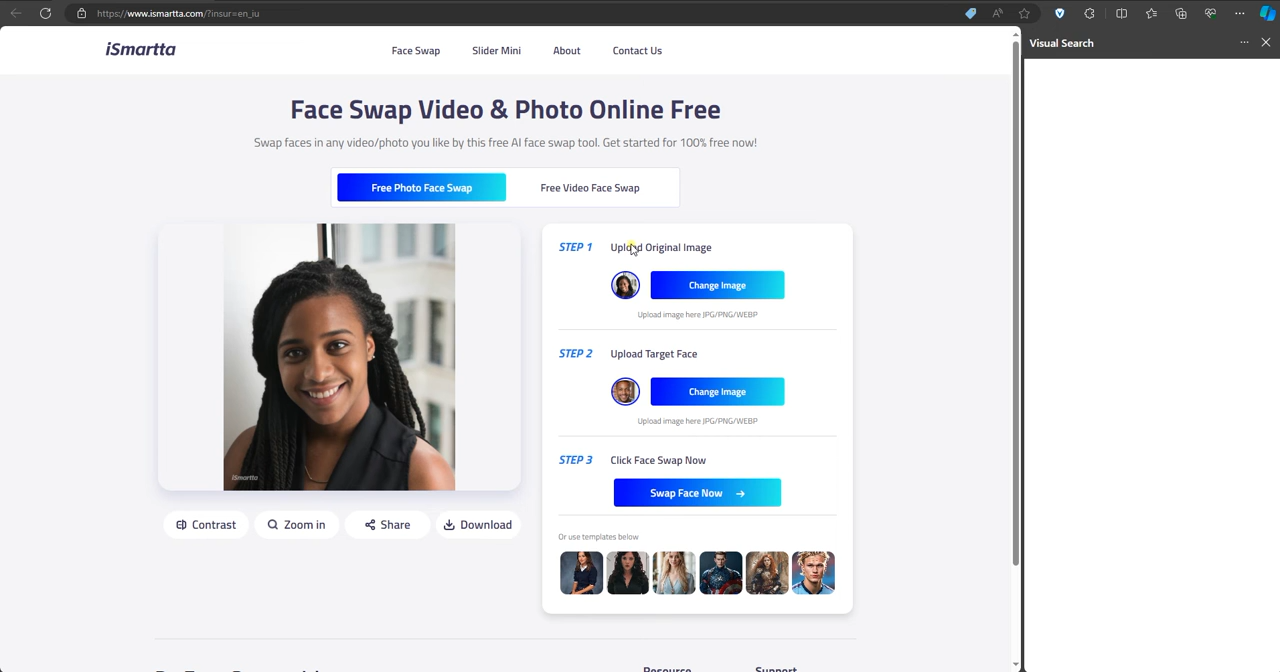 https://www.ismartta.com/?insur=en_iu
Visual Search
iSmartta
Face Swap
Slider Mini
About
Contact Us
Face Swap Video & Photo Online Free
Swap faces in any video/photo you like by this free AI face swap tool. Get started for 100% free now!
Free Photo Face Swap
Free Video Face Swap
STEP 1 Upload Original Image
Change Image
Upload image here JPG/PNG/WEBP
STEP 2 Upload Target Face
Change Image
Upload image here JPG/PNG/WEBP
STEP 3 Click Face Swap Now
Swap Face Now
iSmartta
Contrast
Zoom in
Share
Download
Or use templates below
Resource
Support